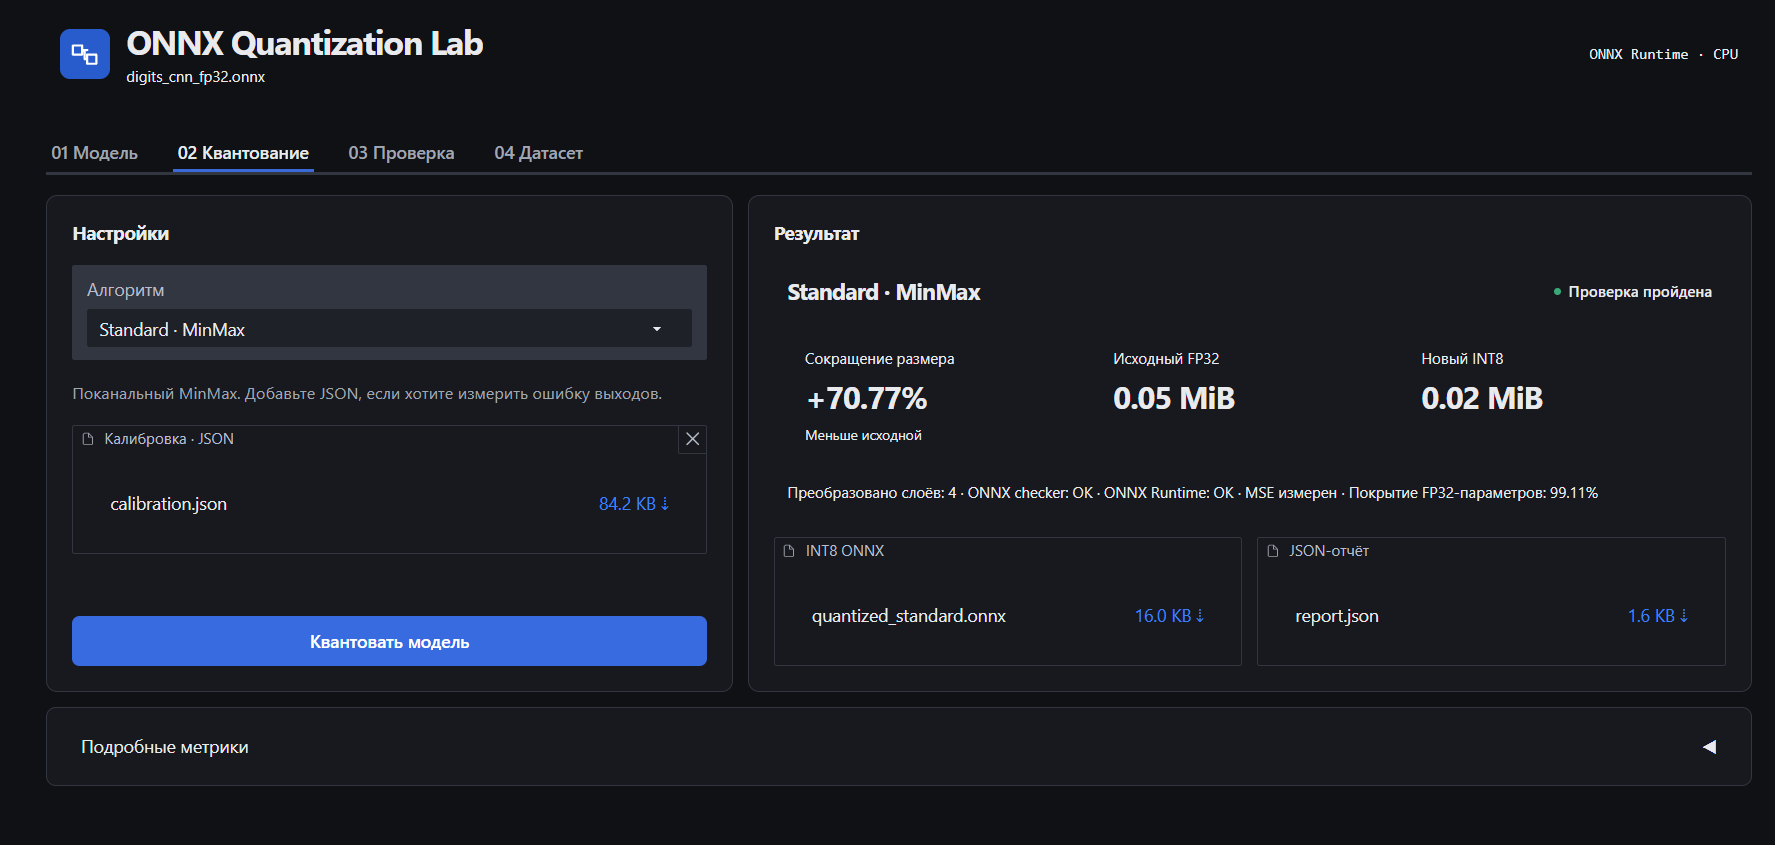 ONNX Quantization Lab
digits_cnn_fp32.onnx
ONNX Runtime · CPU
01 Модель
02 Квантование
03 Проверка
04 Датасет
Настройки
Алгоритм
Standard · MinMax
Поканальный MinMax. Добавьте JSON, если хотите измерить ошибку выходов.
Калибровка · JSON
calibration.json
84.2 KB ⇣
Квантовать модель
Результат
Standard · MinMax
Проверка пройдена
Сокращение размера
+70.77%
Меньше исходной
Исходный FP32
0.05 MiB
Новый INT8
0.02 MiB
Преобразовано слоёв: 4 · ONNX checker: OK · ONNX Runtime: OK · MSE измерен · Покрытие FP32-параметров: 99.11%
INT8 ONNX
quantized_standard.onnx
16.0 KB ⇣
JSON-отчёт
report.json
1.6 KB ⇣
Подробные метрики